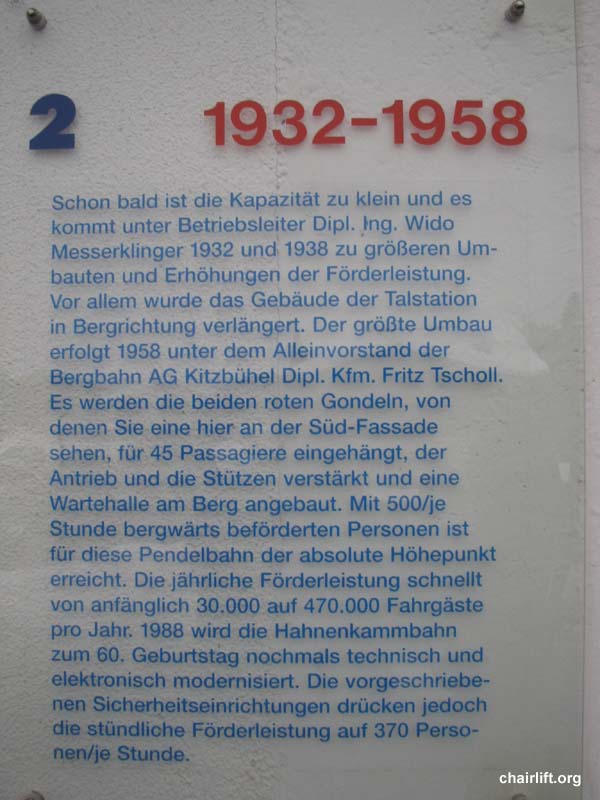 2
1932-1958
Schon bald ist die Kapazität zu klein und es
kommt unter Betriebsleiter Dipl. Ing. Wido
Messerklinger 1932 und 1938 zu größeren Um-
bauten und Erhöhungen der Förderleistung.
Vor allem wurde das Gebäude der Talstation
in Bergrichtung verlängert. Der größte Umbau
erfolgt 1958 unter dem Alleinvorstand der
Bergbahn AG Kitzbühel Dipl. Kfm. Fritz Tscholl.
Es werden die beiden roten Gondeln, von
denen Sie eine hier an der Süd-Fassade
sehen, für 45 Passagiere eingehängt, der
Antrieb und die Stützen verstärkt und eine
Wartehalle am Berg angebaut. Mit 500/je
Stunde bergwärts beförderten Personen ist
für diese Pendelbahn der absolute Höhepunkt
erreicht. Die jährliche Förderleistung schnellt
von anfänglich 30.000 auf 470.000 Fahrgäste
pro Jahr. 1988 wird die Hahnenkammbahn
zum 60. Geburtstag nochmals technisch und
elektronisch modernisiert. Die vorgeschriebe-
nen Sicherheitseinrichtungen drücken jedoch
die stündliche Förderleistung auf 370 Perso-
nen/je Stunde.
chairlift.org